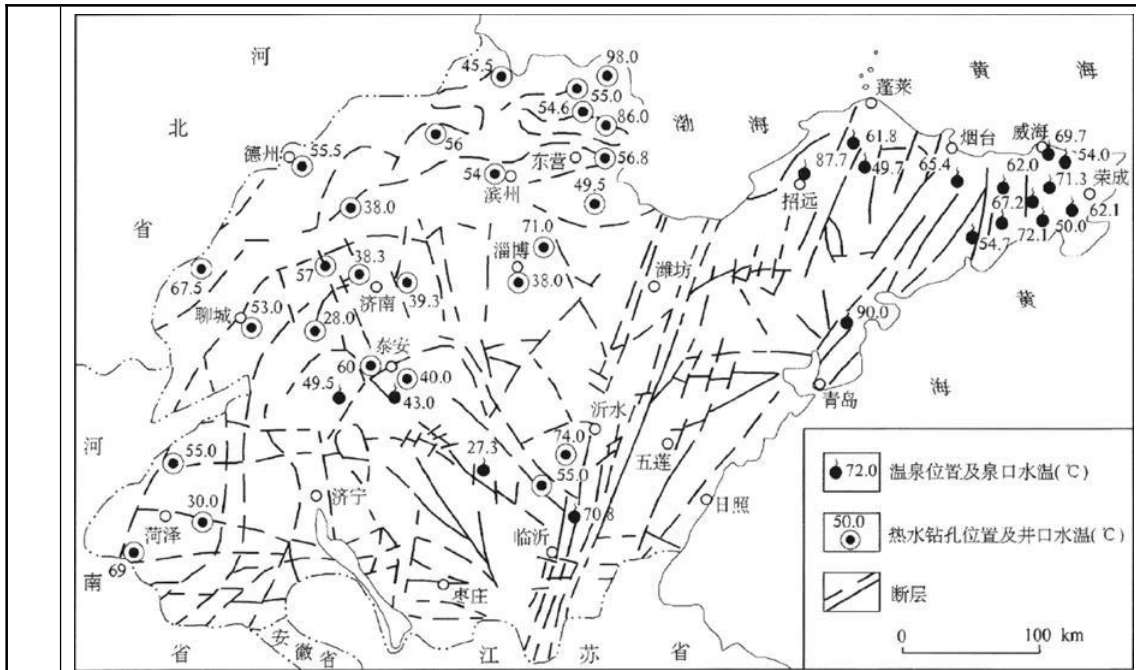 河
北
省
河
南
省
安
徽
省
江
苏
省
渤 海
黄 海
黄
海
98.0
45.5
55.0
54.6
86.0
56
56.8
东营
德州
55.5
54
滨州
49.5
38.0
71.0
淄博
38.0
67.5
57
38.3
济南
39.3
聊城
53.0
28.0
泰安
60
40.0
49.5
43.0
潍坊
蓬莱
61.8
87.7
49.7
招远
烟台
65.4
威海
69.7
54.0
62.0
71.3
荣成
67.2
62.1
50.0
72.1
54.7
90.0
青岛
沂水
74.0
五莲
27.3
55.0
70.8
日照
临沂
55.0
30.0
菏泽
69
济宁
枣庄
72.0 温泉位置及泉口水温(℃)
50.0 热水钻孔位置及井口水温(℃)
断层
0 100 km